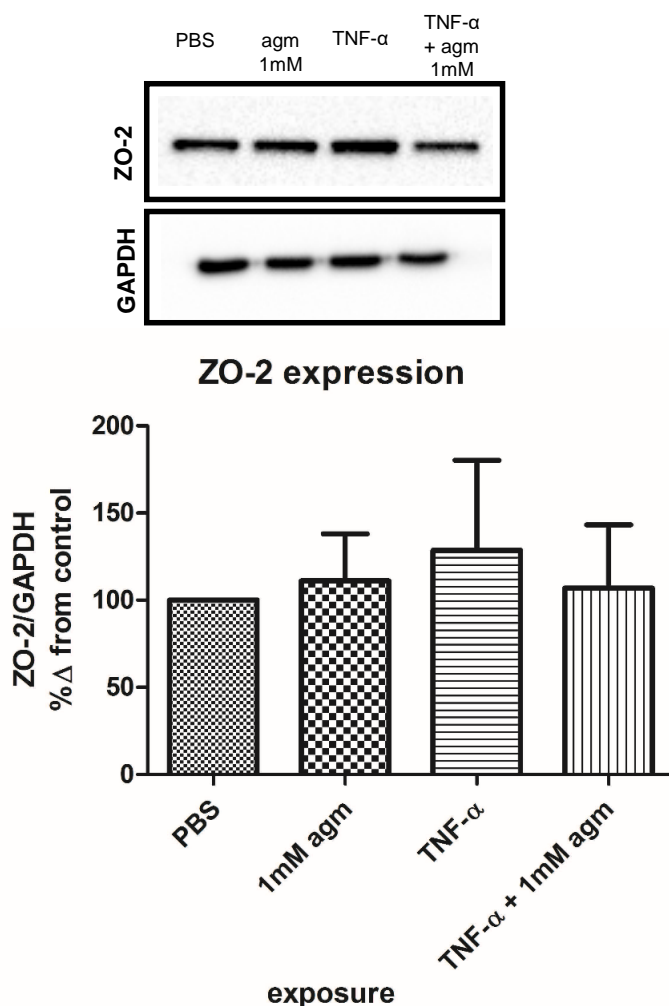 PBS
agm
1mM
TNF-α
TNF-α
+ agm
1mM
ZO-2
GAPDH
ZO-2 expression
ZO-2/GAPDH
%Δ from control
200
150
100
50
0
PBS
1mM agm
TNF-α
TNF-α + 1mM agm
exposure